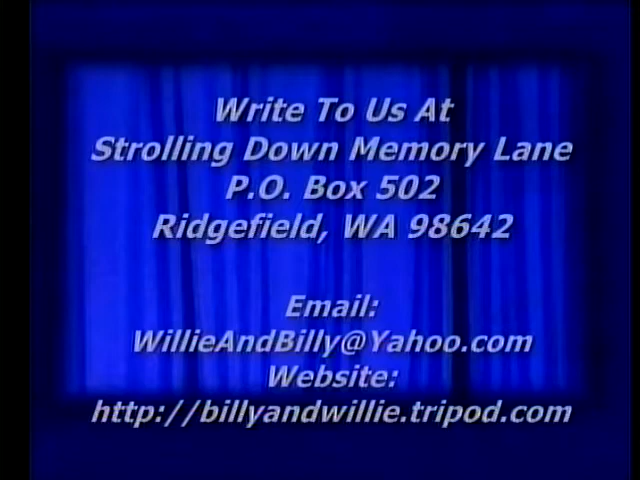 Write To Us At
Strolling Down Memory Lane
P.O. Box 502
Ridgefield, WA 98642
Email:
WillieAndBilly@Yahoo.com
Website:
http://billyandwillie.tripod.com